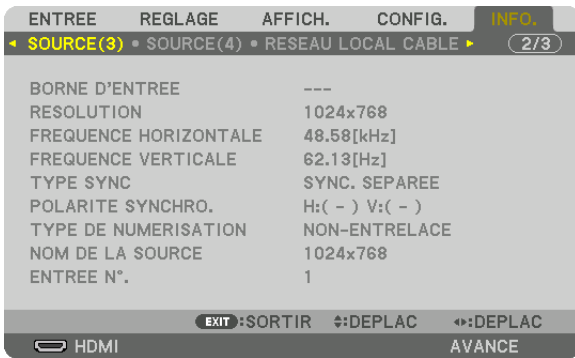 ENTREE REGLAGE AFFICH. CONFIG. INFO.
SOURCE(3) • SOURCE(4) • RESEAU LOCAL CABLE 2/3
BORNE D'ENTREE ---
RESOLUTION 1024x768
FREQUENCE HORIZONTALE 48.58[kHz]
FREQUENCE VERTICALE 62.13[Hz]
TYPE SYNC SYNC. SEPAREE
POLARITE SYNCHRO. H:( - ) V:( - )
TYPE DE NUMERISATION NON-ENTRELACE
NOM DE LA SOURCE 1024x768
ENTREE N°. 1
EXIT :SORTIR :DEPLAC :DEPLAC
HDMI AVANCE